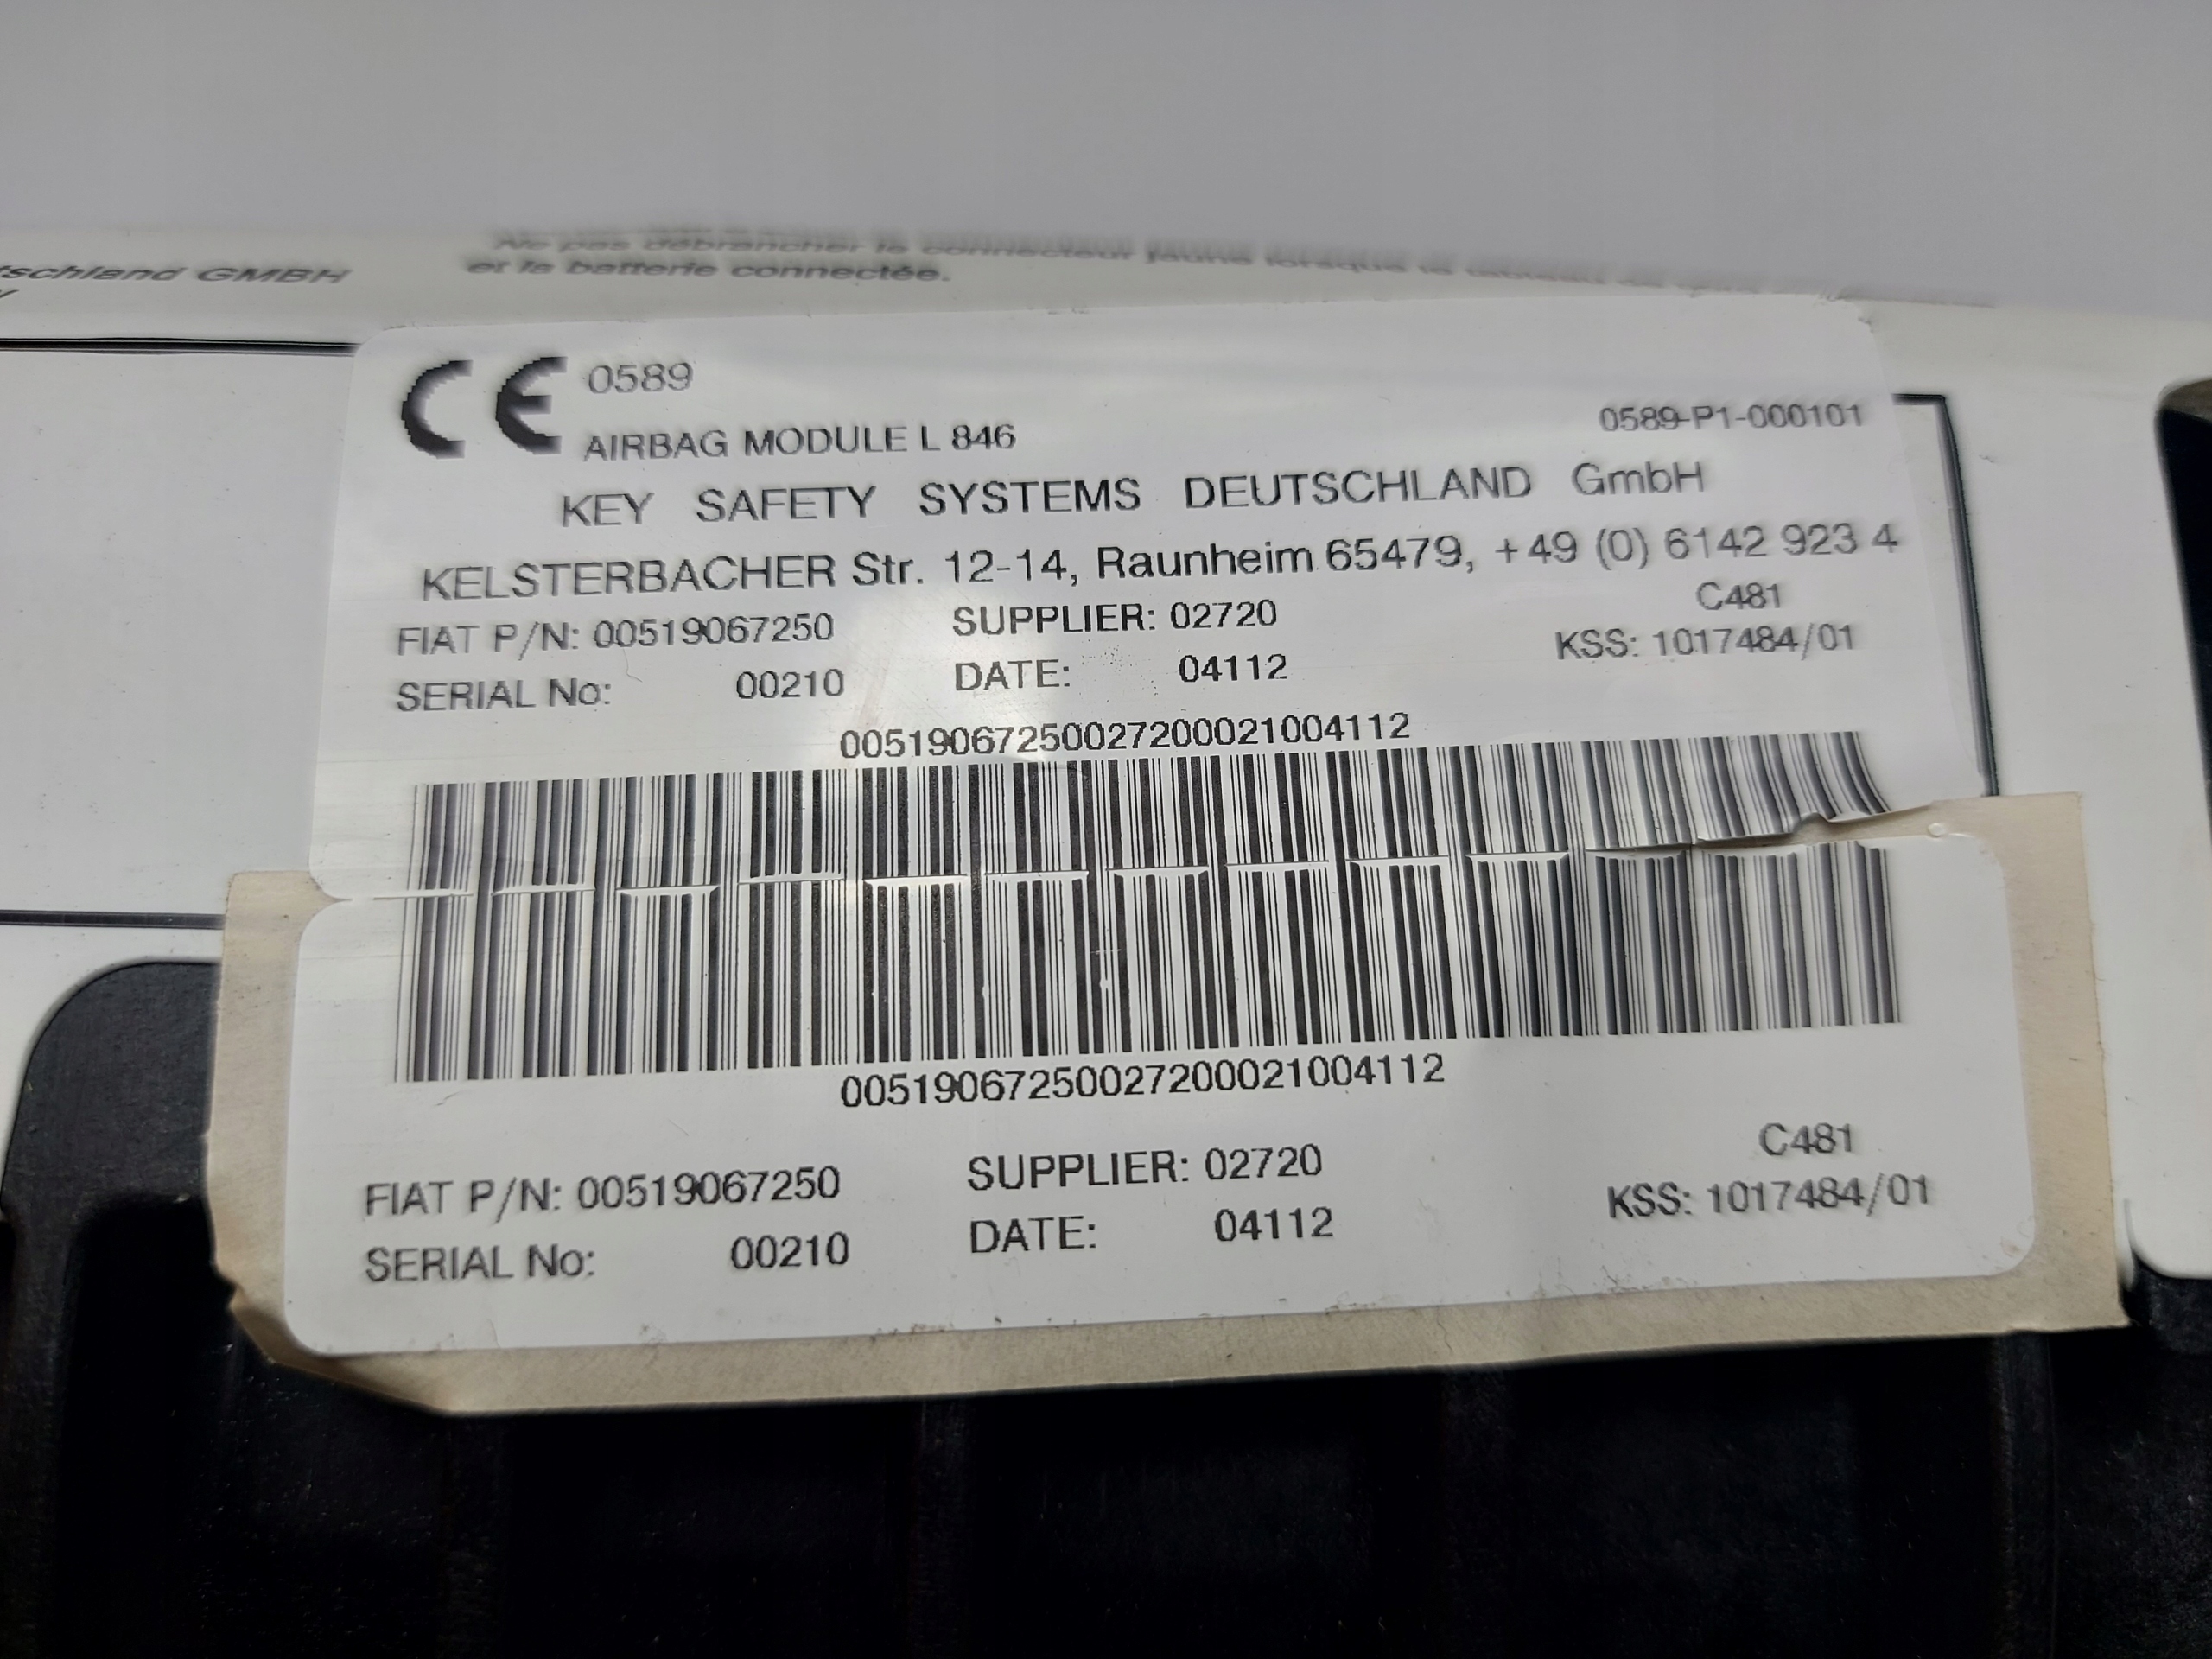 Ne pas débrancher le connecteur jaune lorsque le
tschland GMBH
et la batterie connectée.
CE 0589
AIRBAG MODULE L 846
0589-P1-000101
KEY SAFETY SYSTEMS DEUTSCHLAND GmbH
KELSTERBACHER Str. 12-14, Raunheim 65479, +49 (0) 6142 923 4
C481
FIAT P/N: 00519067250 SUPPLIER: 02720 KSS: 1017484/01
SERIAL No: 00210 DATE: 04112
00519067250027200021004112
00519067250027200021004112
C481
FIAT P/N: 00519067250 SUPPLIER: 02720 KSS: 1017484/01
SERIAL No: 00210 DATE: 04112